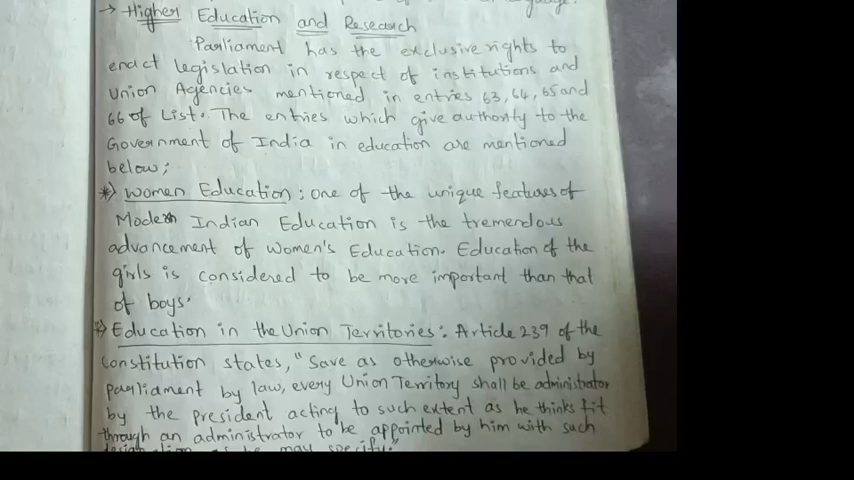 language.
→ Higher Education and Research
Parliament has the exclusive rights to
enact legislation in respect of institutions and
Union Agencies mentioned in entries 63, 64, 65 and
66 of List. The entries which give authority to the
Government of India in education are mentioned
below;
*) Women Education: One of the unique features of
Modern Indian Education is the tremendous
advancement of Women's Education. Education of the
girls is considered to be more important than that
of boys.
*) Education in the Union Territories: Article 239 of the
Constitution states, "Save as otherwise provided by
parliament by law, every Union Territory shall be administrator
by the president acting to such extent as he thinks fit
through an administrator to be appointed by him with such
as he may specify."